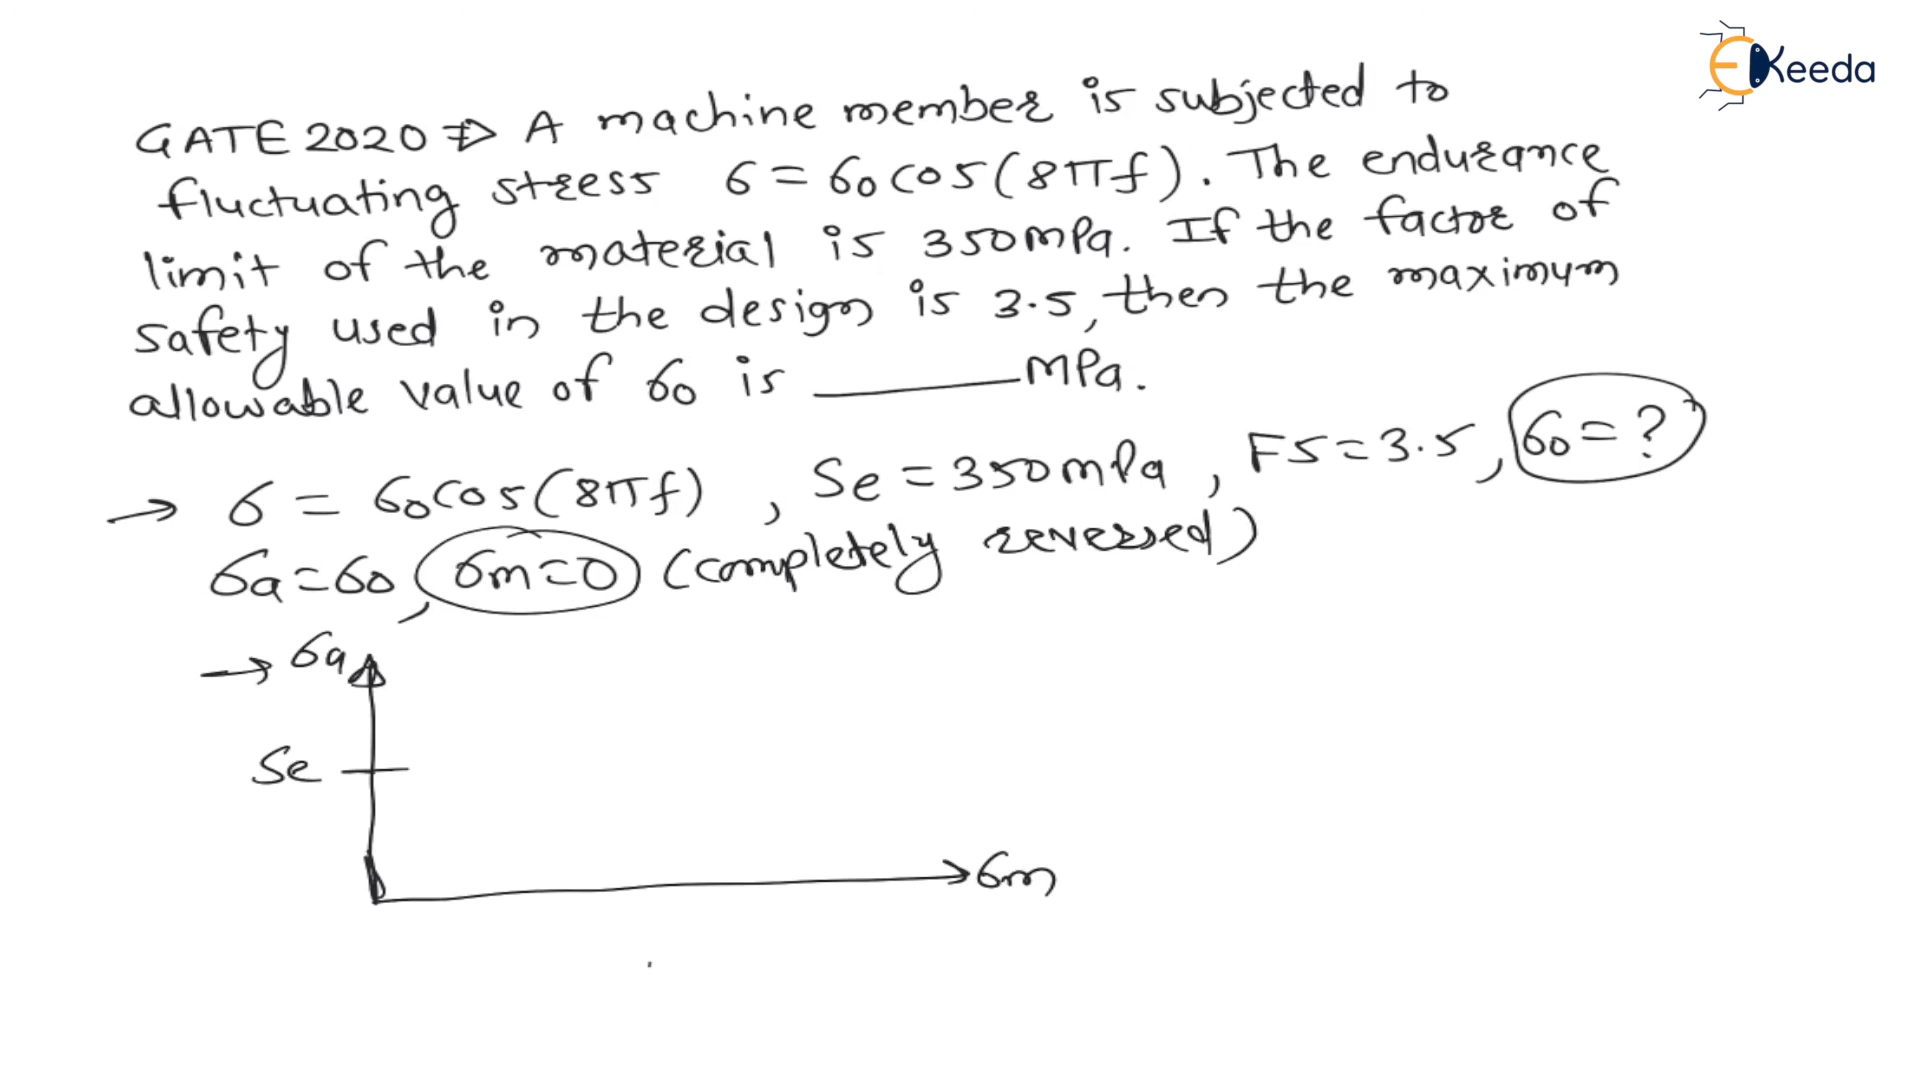 EKeeda
GATE 2020 ⇒ A machine member is subjected to
fluctuating stress σ = σ0 cos(8πf). The endurance
limit of the material is 350 mPa. If the factor of
safety used in the design is 3.5, then the maximum
allowable value of σ0 is ______ MPa.
→ σ = σ0 cos(8πf) , Se = 350 mPa , FS = 3.5, σ0 = ?
σa = σ0, σm = 0 (completely reversed)
→ σa
Se
σm